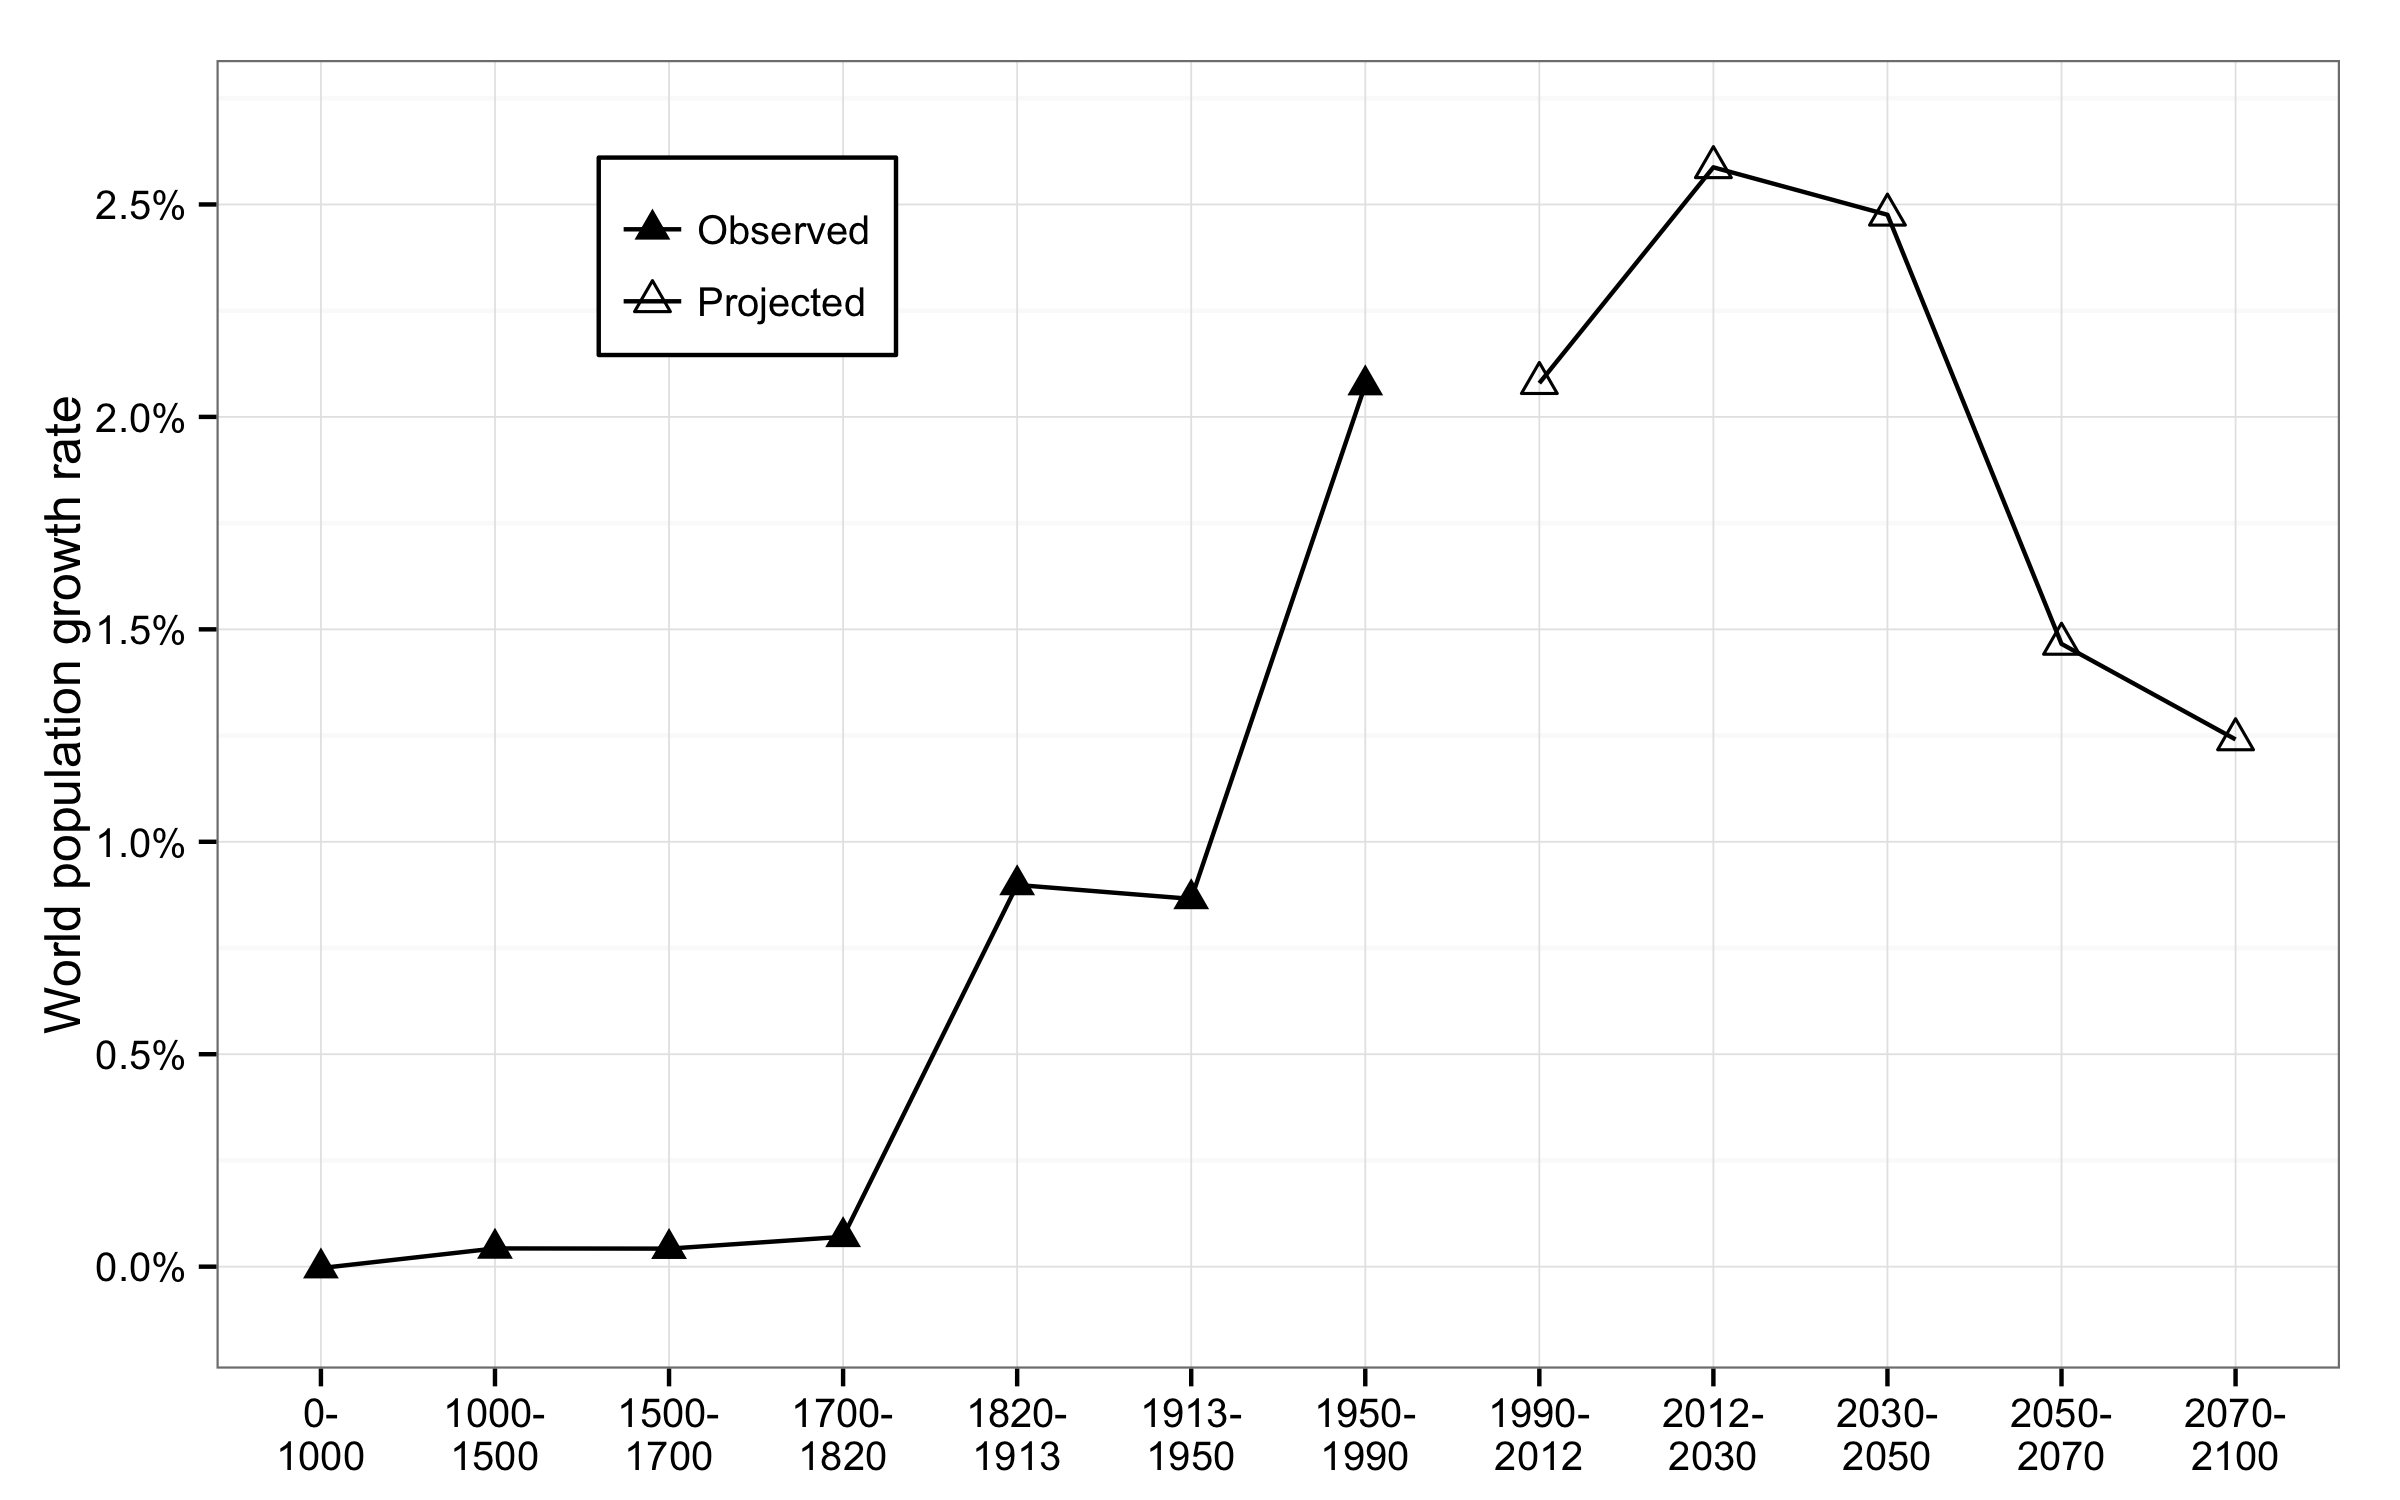 World population growth rate
2.5%
2.0%
1.5%
1.0%
0.5%
0.0%
Observed
Projected
0- 1000- 1500- 1700- 1820- 1913- 1950- 1990- 2012- 2030- 2050- 2070-
1000 1500 1700 1820 1913 1950 1990 2012 2030 2050 2070 2100